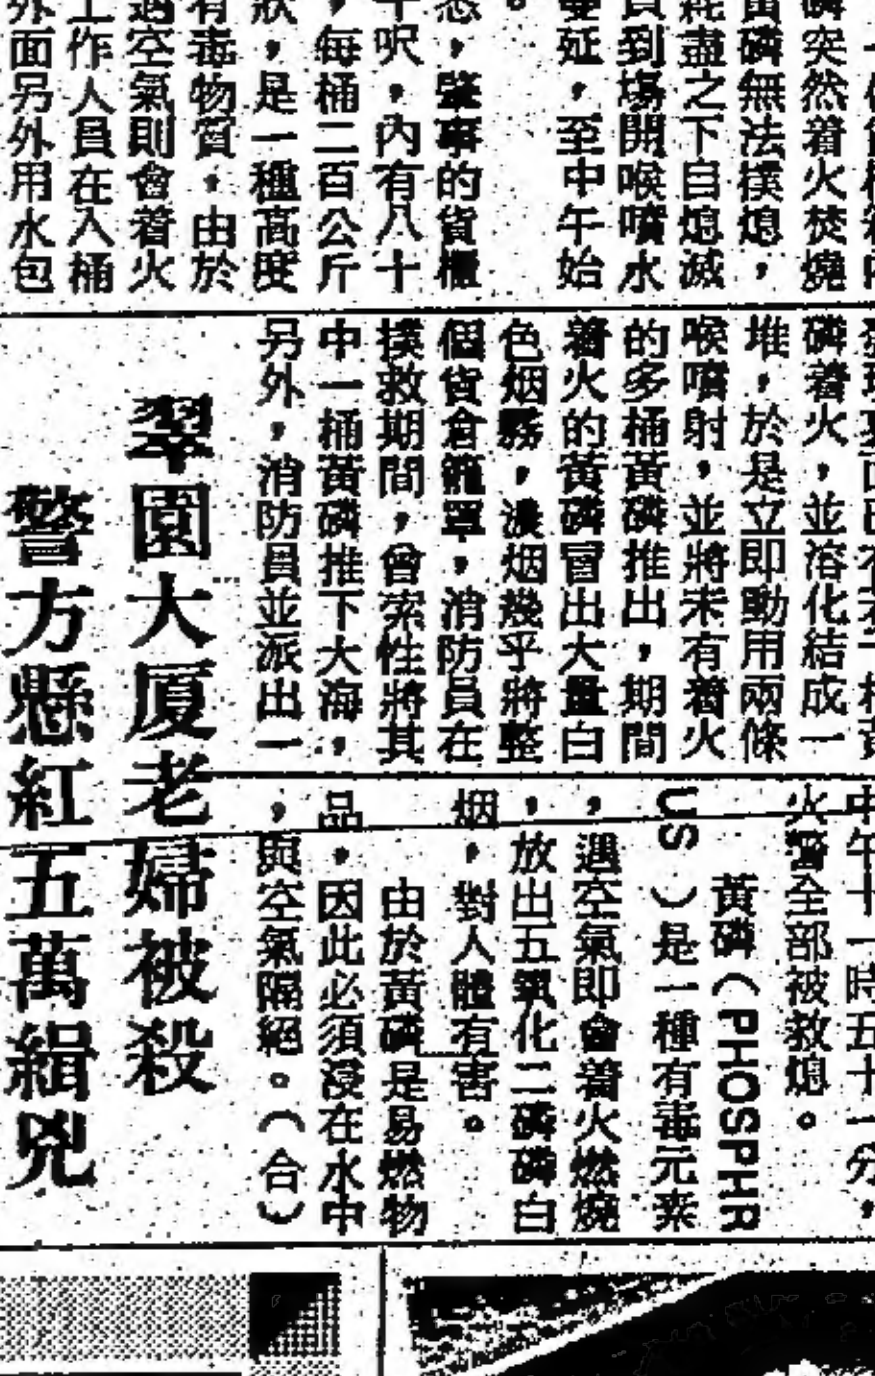 磷突然着火焚燒
黃磷無法撲熄，
耗盡之下自熄滅
員到場開喉噴水
蔓延，至中午始
。
悉，肇事的貨櫃
十呎，內有八十
，每桶二百公斤
狀，是一種高度
有毒物質，由於
遇空氣則會着火
工作人員在入桶
外面另外用水包
磷着火，並溶化結成一
堆，於是立即動用兩條
喉噴射，並將未有着火
的多桶黃磷推出，期間
着火的黃磷冒出大量白
色烟霧，濃烟幾乎將整
個貨倉籠罩，消防員在
撲救期間，曾索性將其
中一桶黃磷推下大海，
另外，消防員並派出一
中午十一時五十一分，
火警全部被救熄。
黃磷（PHOSPHR
US ）是一種有毒元素
，遇空氣即會着火燃燒
，放出五氧化二磷磷白
烟，對人體有害。
由於黃磷是易燃物
品，因此必須浸在水中
，與空氣隔絕。（合）
翠園大厦老婦被殺
警方懸紅五萬緝兇